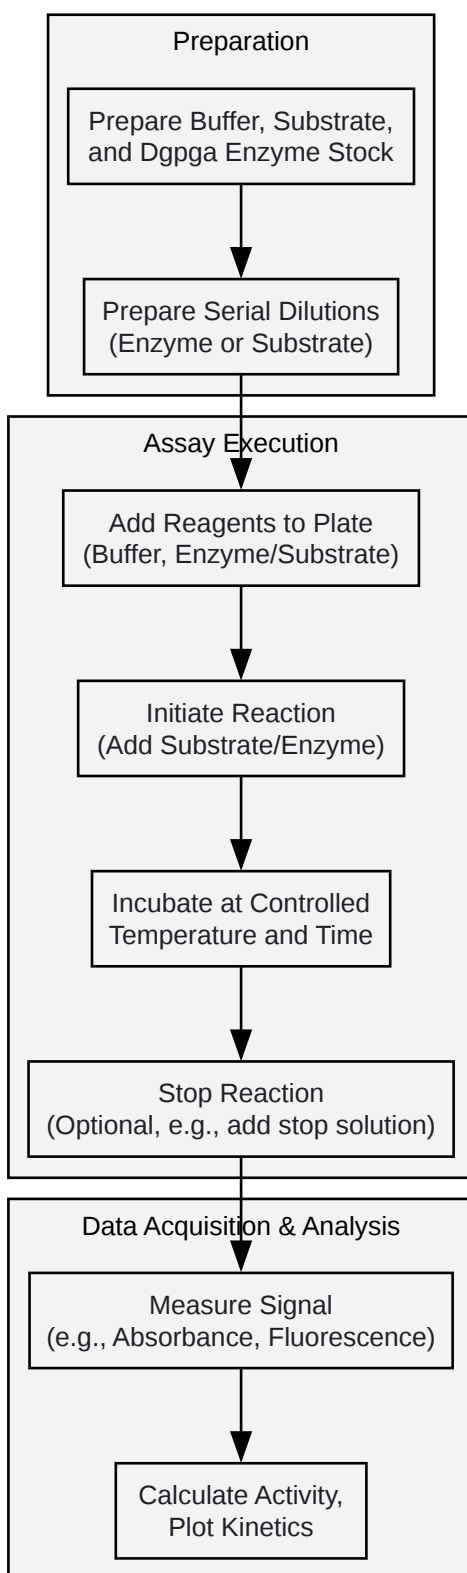 Preparation
Prepare Buffer, Substrate,
and Dgpga Enzyme Stock
Prepare Serial Dilutions
(Enzyme or Substrate)
Assay Execution
Add Reagents to Plate
(Buffer, Enzyme/Substrate)
Initiate Reaction
(Add Substrate/Enzyme)
Incubate at Controlled
Temperature and Time
Stop Reaction
(Optional, e.g., add stop solution)
Data Acquisition & Analysis
Measure Signal
(e.g., Absorbance, Fluorescence)
Calculate Activity,
Plot Kinetics